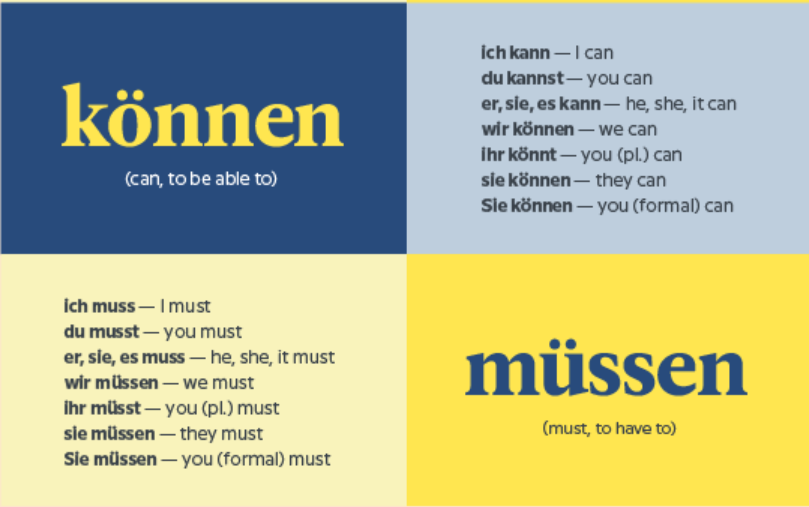 können
(can, to be able to)
ich kann — I can
du kannst — you can
er, sie, es kann — he, she, it can
wir können — we can
ihr könnt — you (pl.) can
sie können — they can
Sie können — you (formal) can
ich muss — I must
du musst — you must
er, sie, es muss — he, she, it must
wir müssen — we must
ihr müsst — you (pl.) must
sie müssen — they must
Sie müssen — you (formal) must
müssen
(must, to have to)